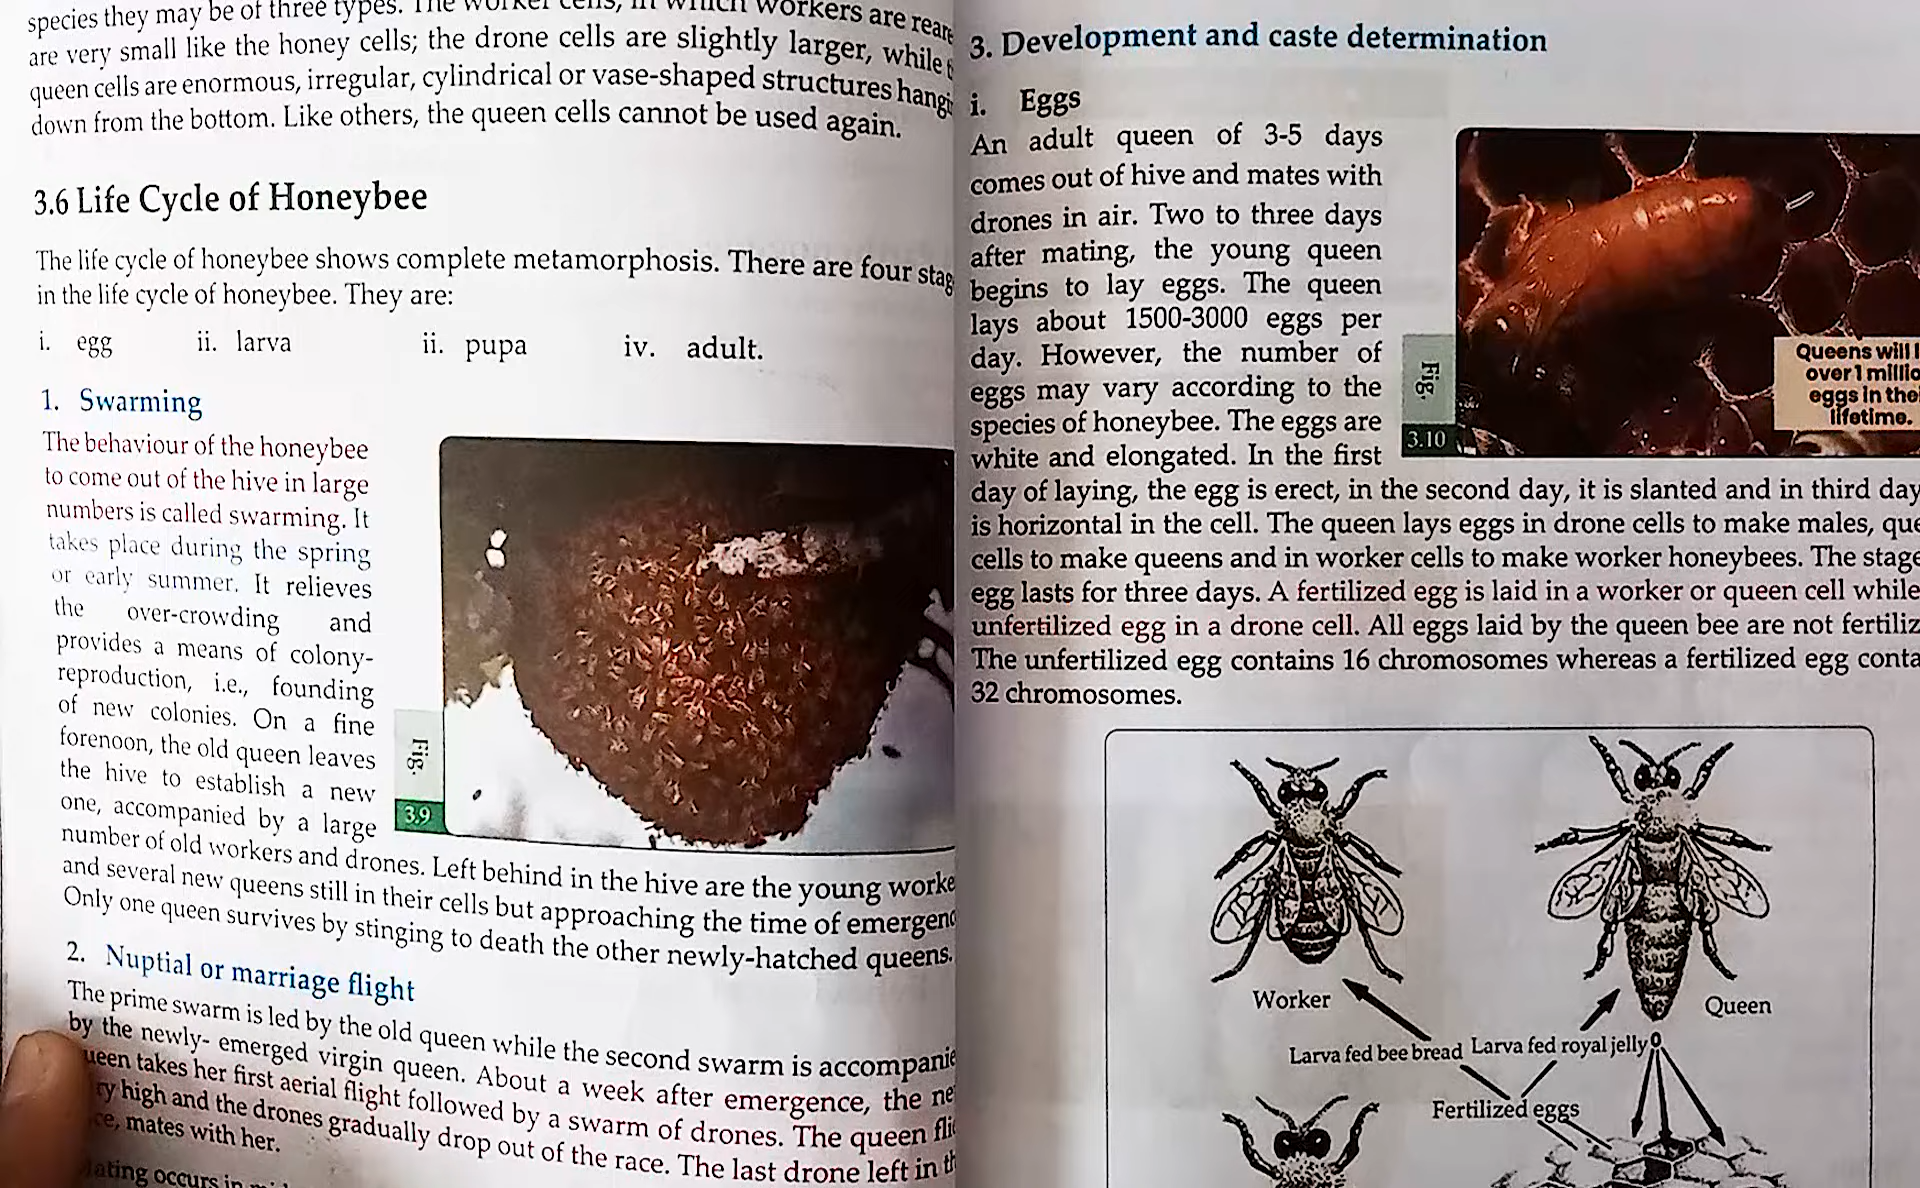 species they may be of three types. The worker cells, in which workers are
are very small like the honey cells; the drone cells are slightly larger, while
queen cells are enormous, irregular, cylindrical or vase-shaped structures
down from the bottom. Like others, the queen cells cannot be used again.
3.6 Life Cycle of Honeybee
The life cycle of honeybee shows complete metamorphosis. There are four
in the life cycle of honeybee. They are:
i. egg ii. larva ii. pupa iv. adult.
1. Swarming
The behaviour of the honeybee
to come out of the hive in large
numbers is called swarming. It
takes place during the spring
or early summer. It relieves
the over-crowding and
provides a means of colony-
reproduction, i.e., founding
of new colonies. On a fine
forenoon, the old queen leaves
the hive to establish a new
one, accompanied by a large
number of old workers and drones. Left behind in the hive are the young
and several new queens still in their cells but approaching the time of
Only one queen survives by stinging to death the other newly-hatched queens.
Fig.
3.9
2. Nuptial or marriage flight
The prime swarm is led by the old queen while the second swarm is
by the newly- emerged virgin queen. About a week after emergence, the
takes her first aerial flight followed by a swarm of drones. The queen
high and the drones gradually drop out of the race. The last drone left in
mates with her.
occurs in
3. Development and caste determination
i. Eggs
An adult queen of 3-5 days
comes out of hive and mates with
drones in air. Two to three days
after mating, the young queen
begins to lay eggs. The queen
lays about 1500-3000 eggs per
day. However, the number of
eggs may vary according to the
species of honeybee. The eggs are
white and elongated. In the first
day of laying, the egg is erect, in the second day, it is slanted and in third day
is horizontal in the cell. The queen lays eggs in drone cells to make males,
cells to make queens and in worker cells to make worker honeybees. The stage
egg lasts for three days. A fertilized egg is laid in a worker or queen cell while
unfertilized egg in a drone cell. All eggs laid by the queen bee are not
The unfertilized egg contains 16 chromosomes whereas a fertilized egg
32 chromosomes.
Fig.
3.10
Queens will
over 1
eggs in
lifetime.
Worker
Queen
Larva fed bee bread Larva fed royal jelly
Fertilized eggs